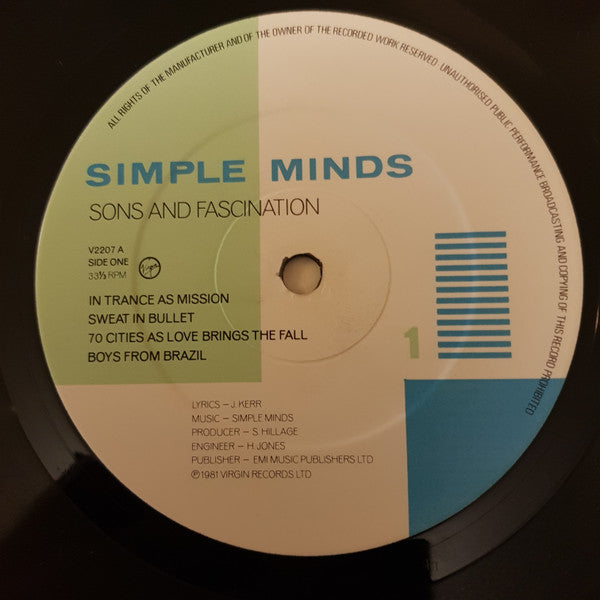 ALL RIGHTS OF THE MANUFACTURER AND OF THE OWNER OF THE RECORDED WORK RESERVED. UNAUTHORISED PUBLIC PERFORMANCE BROADCASTING AND COPYING OF THIS RECORD PROHIBITED
SIMPLE MINDS
SONS AND FASCINATION
V2207 A
SIDE ONE
33⅓ RPM
Virgin
IN TRANCE AS MISSION
SWEAT IN BULLET
70 CITIES AS LOVE BRINGS THE FALL
BOYS FROM BRAZIL
1
LYRICS – J. KERR
MUSIC – SIMPLE MINDS
PRODUCER – S. HILLAGE
ENGINEER – H. JONES
PUBLISHER – EMI MUSIC PUBLISHERS LTD
℗ 1981 VIRGIN RECORDS LTD